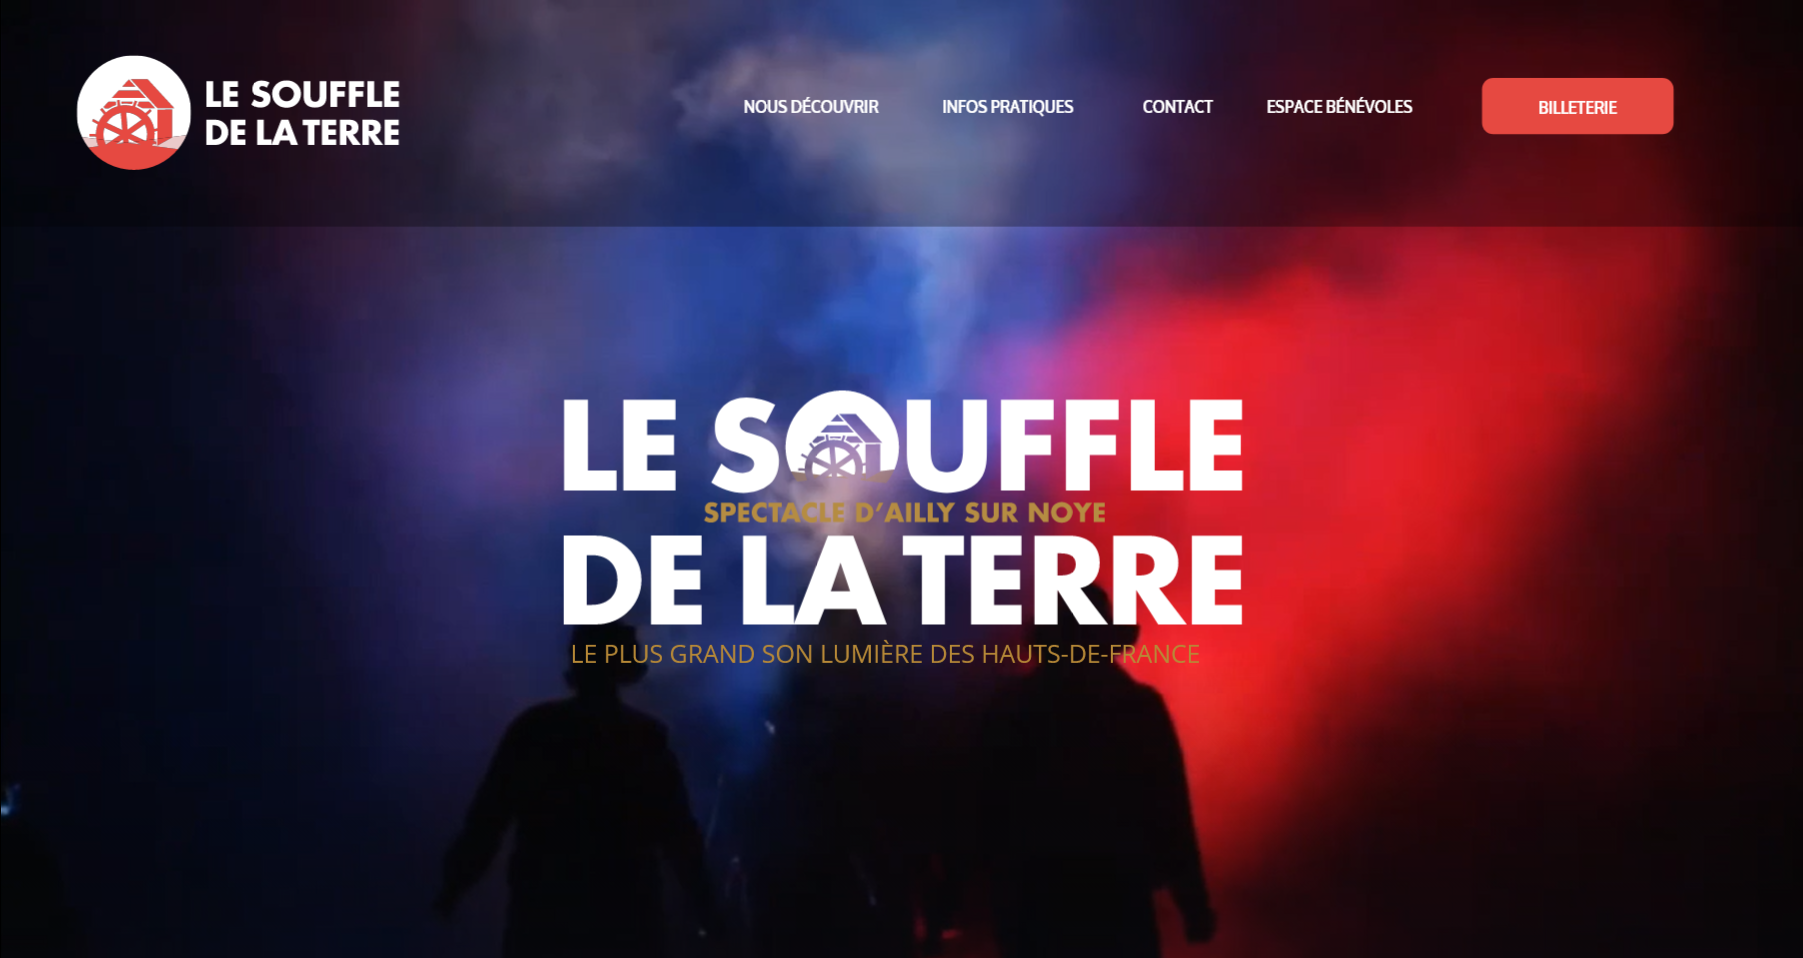 LE SOUFFLE
DE LA TERRE
NOUS DÉCOUVRIR
INFOS PRATIQUES
CONTACT
ESPACE BÉNÉVOLES
BILLETERIE
LE SOUFFLE
SPECTACLE D'AILLY SUR NOYE
DE LA TERRE
LE PLUS GRAND SON LUMIÈRE DES HAUTS-DE-FRANCE